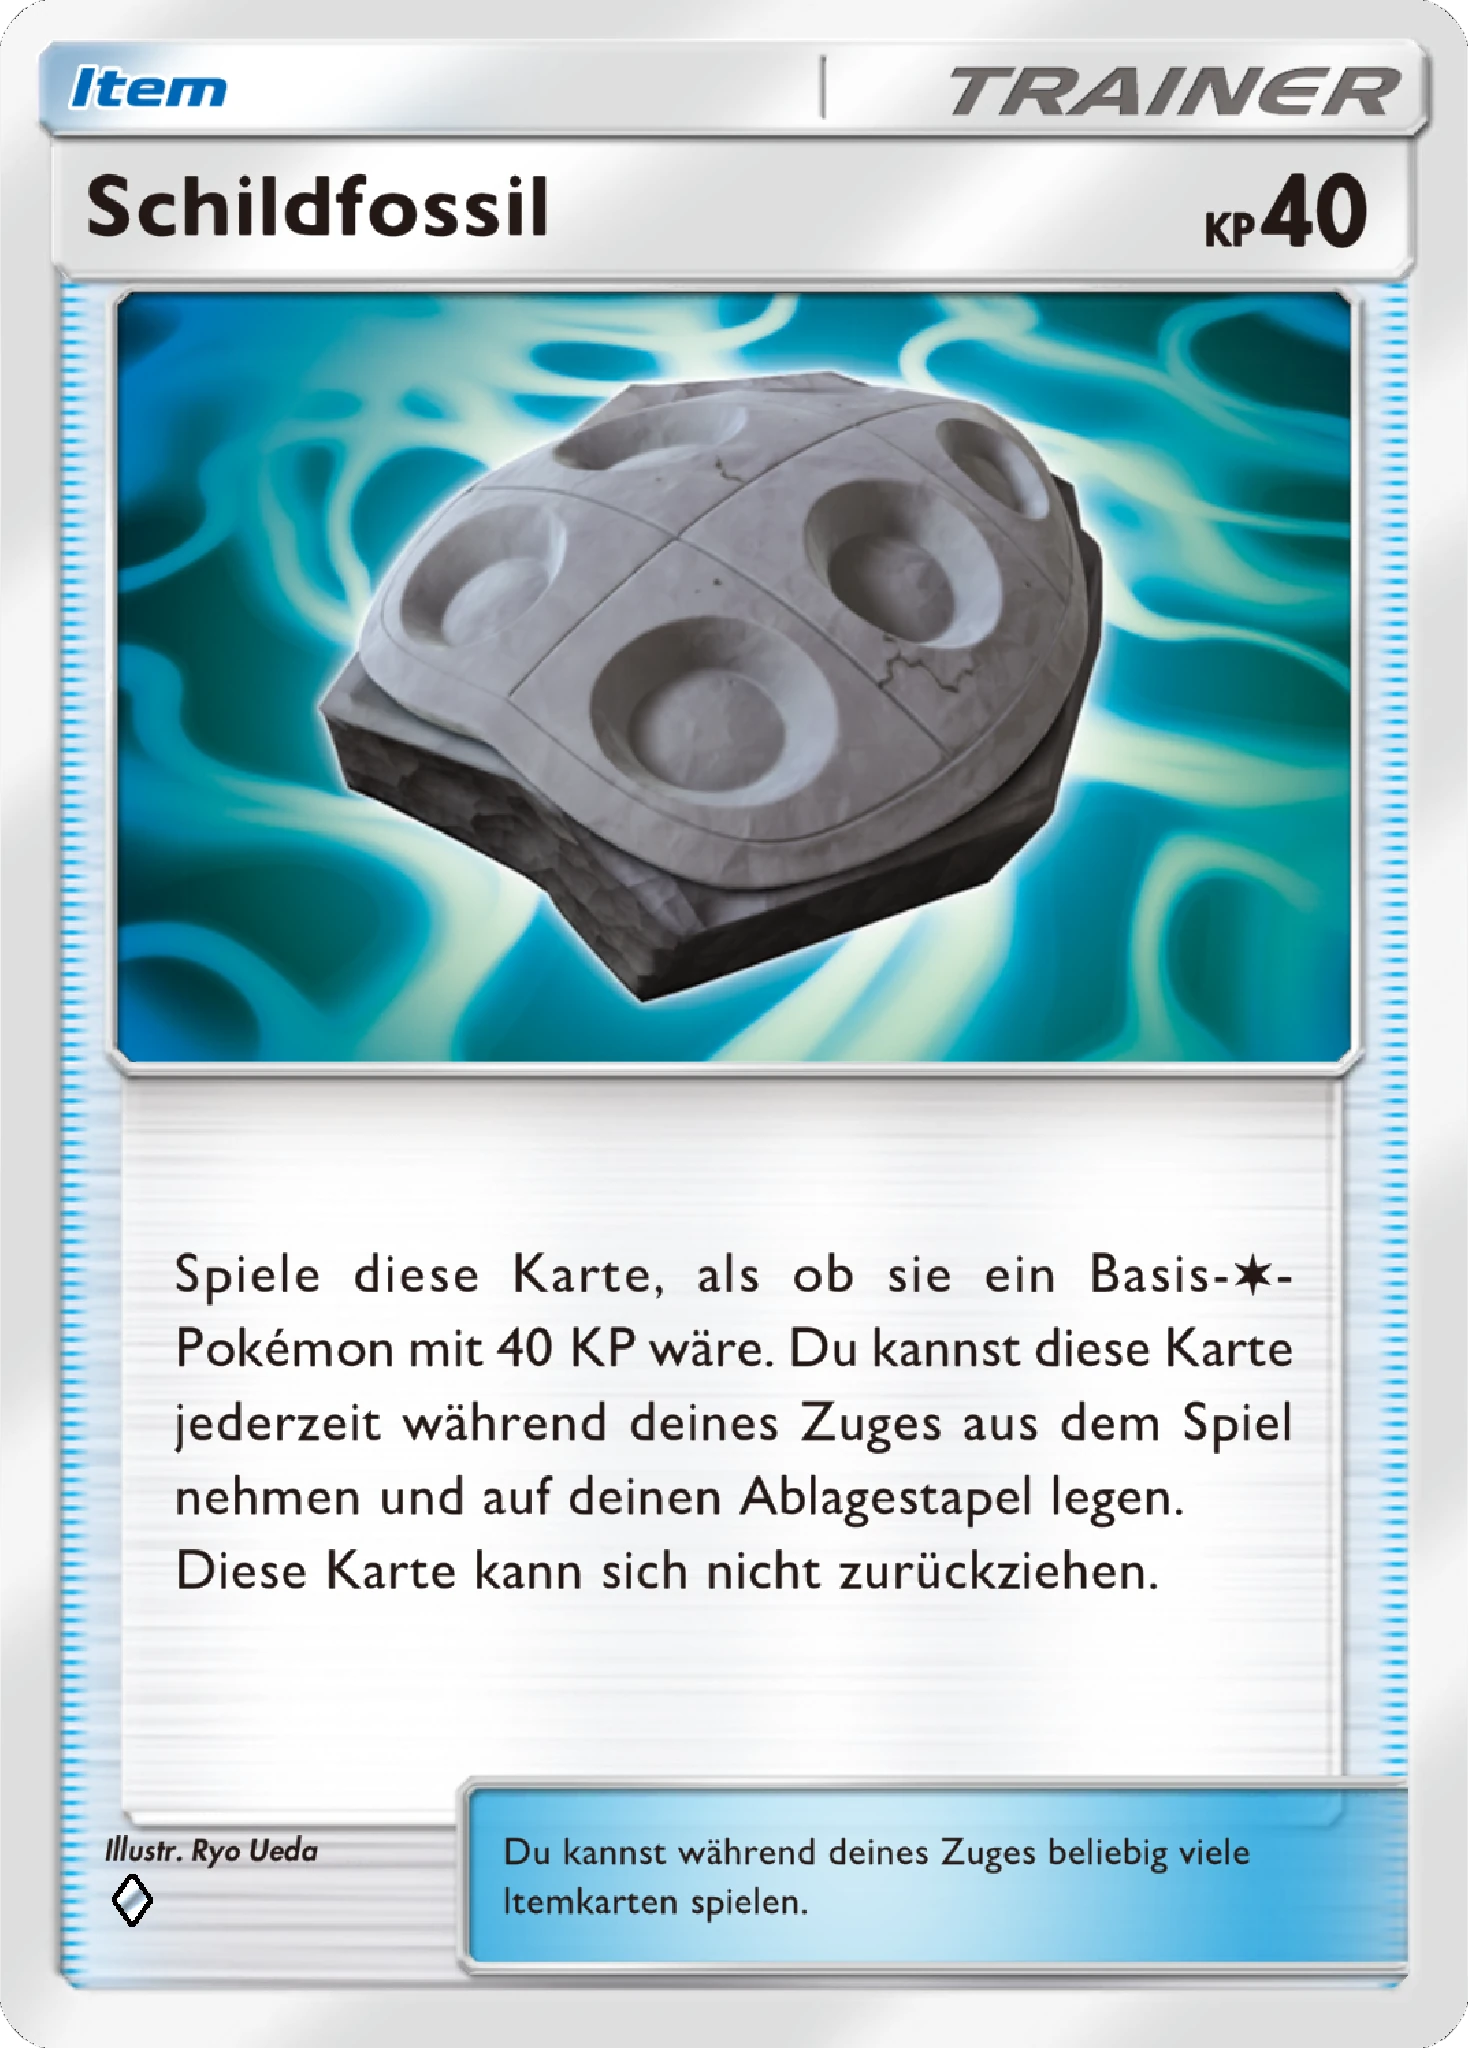 Item
TRAINER
Schildfossil
KP 40
Spiele diese Karte, als ob sie ein Basis-✶-
Pokémon mit 40 KP wäre. Du kannst diese Karte
jederzeit während deines Zuges aus dem Spiel
nehmen und auf deinen Ablagestapel legen.
Diese Karte kann sich nicht zurückziehen.
Illustr. Ryo Ueda
Du kannst während deines Zuges beliebig viele
Itemkarten spielen.